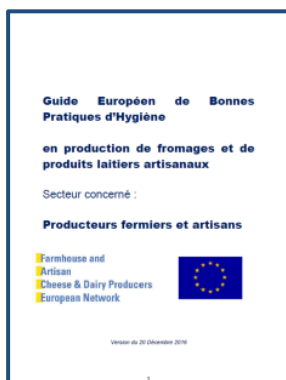 Guide Européen de Bonnes
Pratiques d'Hygiène
en production de fromages et de
produits laitiers artisanaux
Secteur concerné :
Producteurs fermiers et artisans
Farmhouse and
Artisan
Cheese & Dairy Producers
European Network
Version du 20 Décembre 2016
1